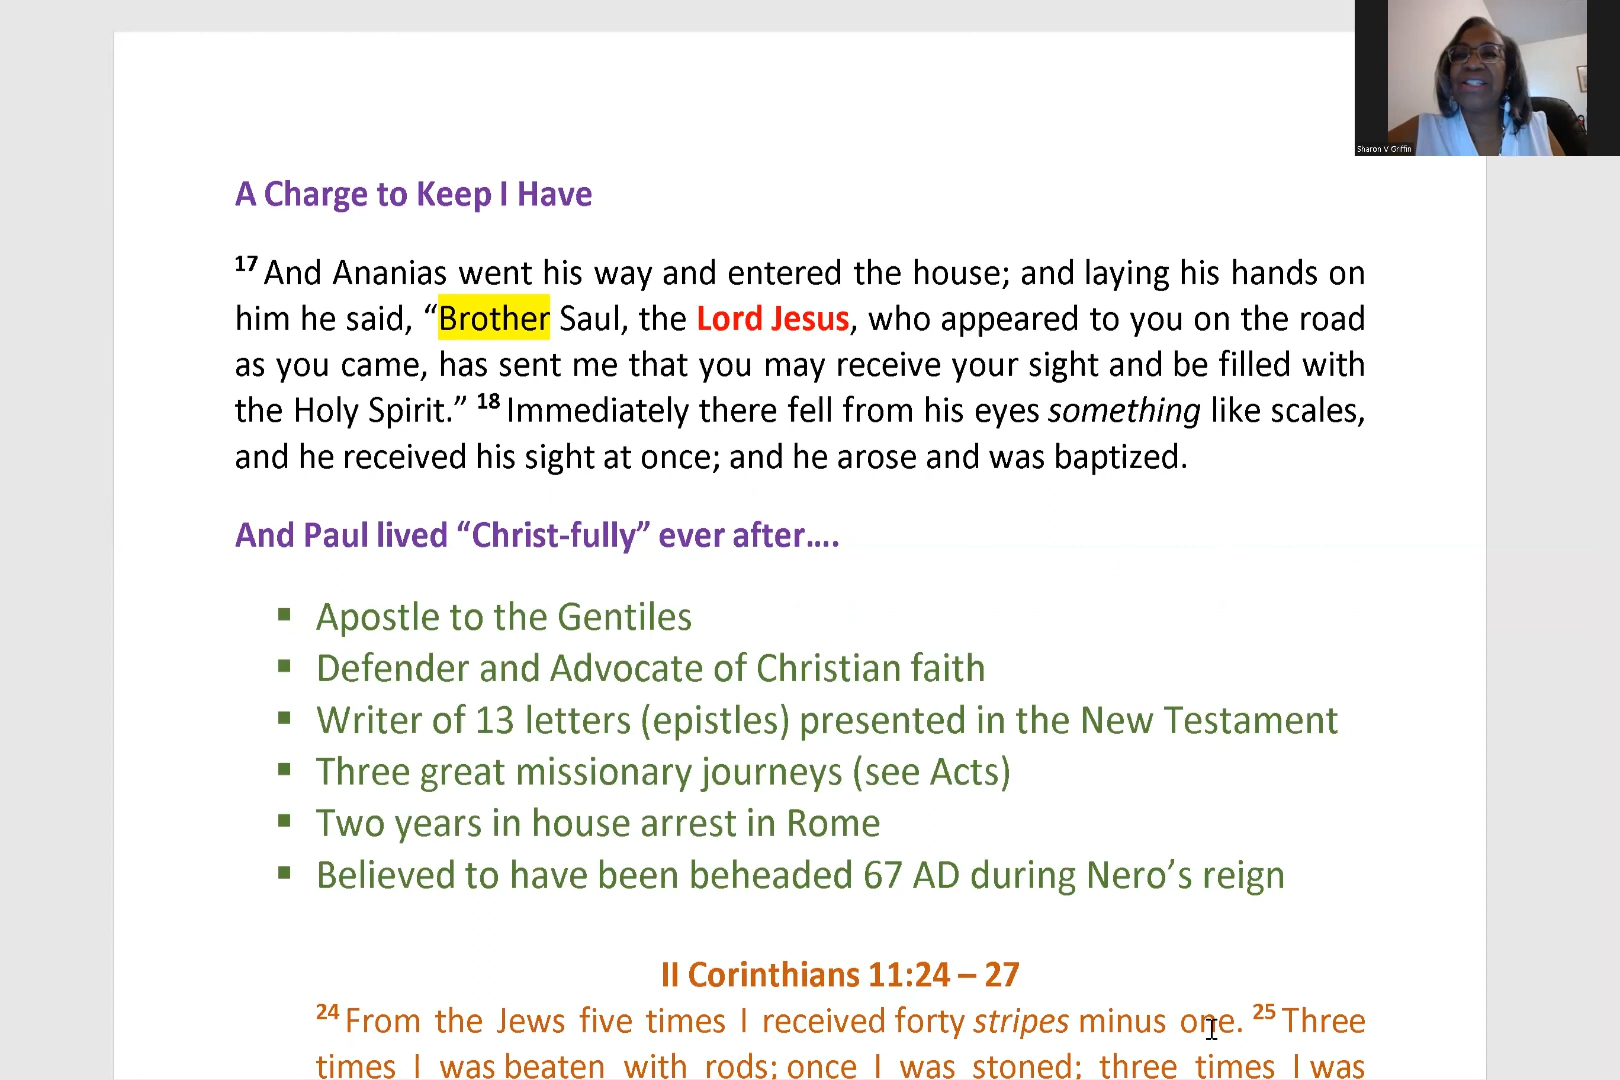 Sharon V Griffin
A Charge to Keep I Have
17 And Ananias went his way and entered the house; and laying his hands on
him he said, “Brother Saul, the Lord Jesus, who appeared to you on the road
as you came, has sent me that you may receive your sight and be filled with
the Holy Spirit.” 18 Immediately there fell from his eyes something like scales,
and he received his sight at once; and he arose and was baptized.
And Paul lived “Christ-fully” ever after....
▪ Apostle to the Gentiles
▪ Defender and Advocate of Christian faith
▪ Writer of 13 letters (epistles) presented in the New Testament
▪ Three great missionary journeys (see Acts)
▪ Two years in house arrest in Rome
▪ Believed to have been beheaded 67 AD during Nero’s reign
II Corinthians 11:24 – 27
24 From the Jews five times I received forty stripes minus one. 25 Three
times I was beaten with rods; once I was stoned; three times I was